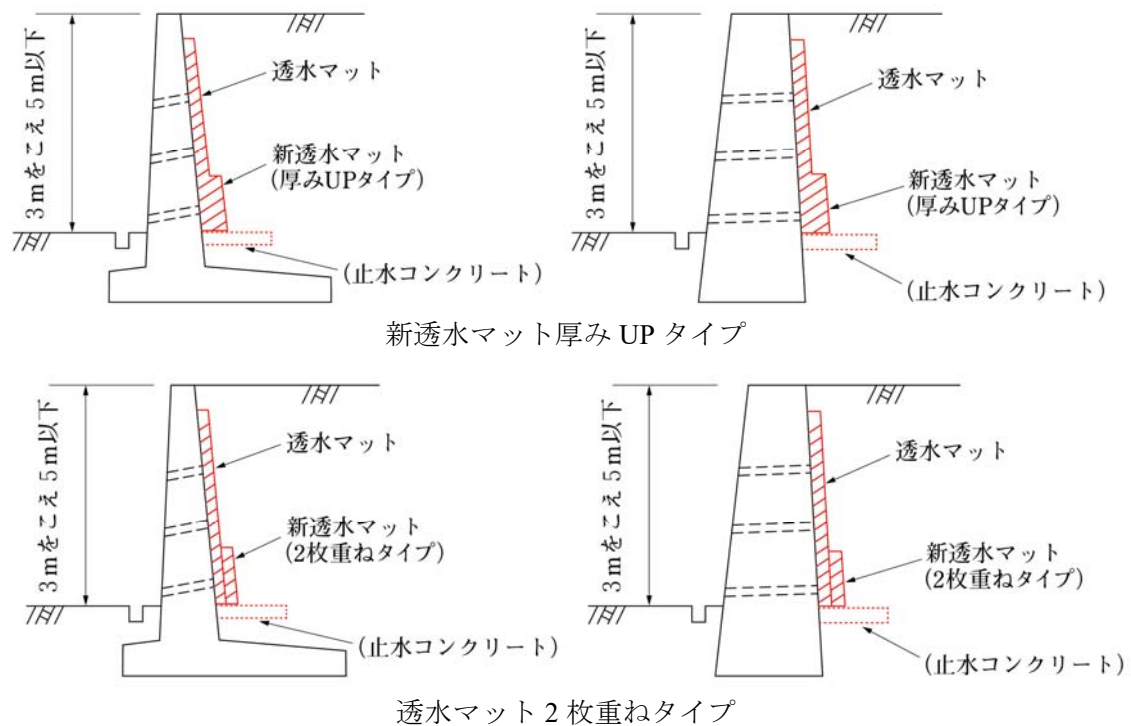 3mをこえ5m以下
透水マット
新透水マット
(厚みUPタイプ)
(止水コンクリート)
3mをこえ5m以下
透水マット
新透水マット
(厚みUPタイプ)
(止水コンクリート)
新透水マット厚み UP タイプ
3mをこえ5m以下
透水マット
新透水マット
(2枚重ねタイプ)
(止水コンクリート)
3mをこえ5m以下
透水マット
新透水マット
(2枚重ねタイプ)
(止水コンクリート)
透水マット 2 枚重ねタイプ